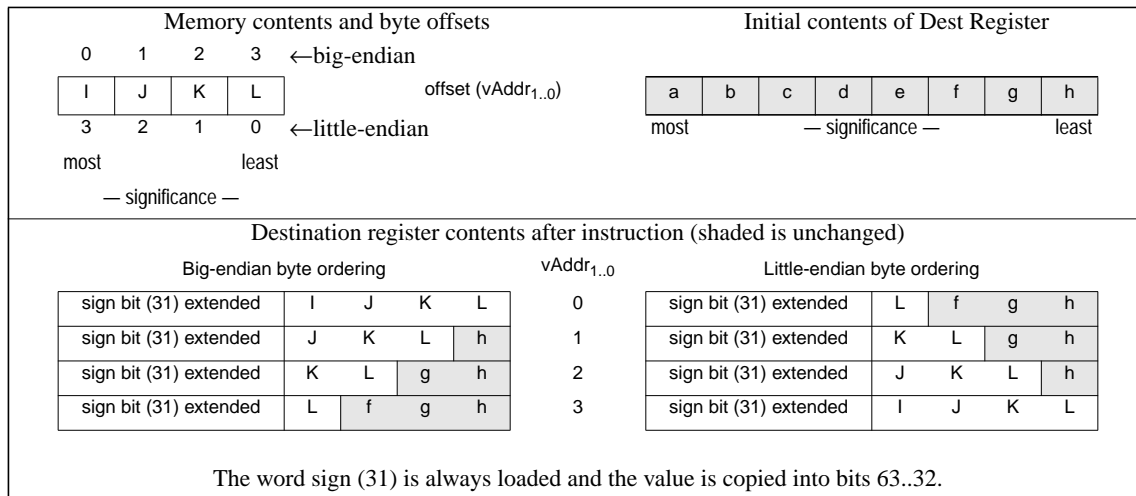 Memory contents and byte offsets
Initial contents of Dest Register
0 1 2 3 ←big-endian
I J K L offset (vAddr1..0)
a b c d e f g h
3 2 1 0 ←little-endian
most — significance — least
most least
— significance —
Destination register contents after instruction (shaded is unchanged)
Big-endian byte ordering vAddr1..0 Little-endian byte ordering
sign bit (31) extended I J K L 0 sign bit (31) extended L f g h
sign bit (31) extended J K L h 1 sign bit (31) extended K L g h
sign bit (31) extended K L g h 2 sign bit (31) extended J K L h
sign bit (31) extended L f g h 3 sign bit (31) extended I J K L
The word sign (31) is always loaded and the value is copied into bits 63..32.